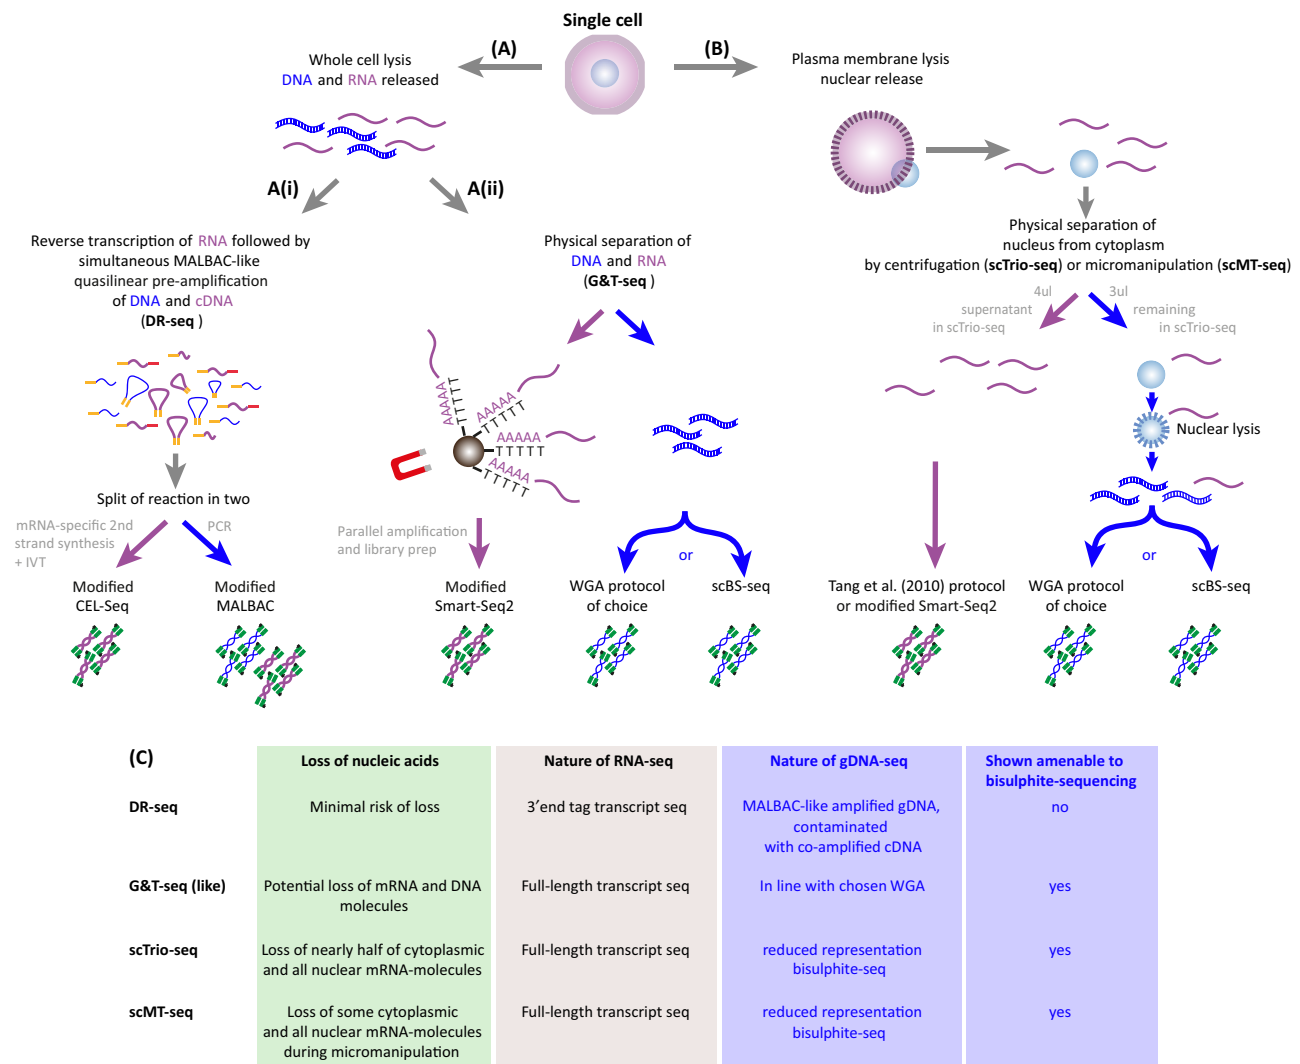 Single cell
(A)
(B)
Whole cell lysis
DNA and RNA released
Plasma membrane lysis
nuclear release
A(i)
A(ii)
Reverse transcription of RNA followed by
simultaneous MALBAC-like
quasilinear pre-amplification
of DNA and cDNA
(DR-seq )
Physical separation of
DNA and RNA
(G&T-seq )
Physical separation of
nucleus from cytoplasm
by centrifugation (scTrio-seq) or micromanipulation (scMT-seq)
4ul
3ul
supernatant
in scTrio-seq
remaining
in scTrio-seq
AAAAA
TTTTT
AAAAA
TTTTT
AAAAA
TTTTT
AAAAA
TTTTT
Nuclear lysis
Split of reaction in two
mRNA-specific 2nd
strand synthesis
+ IVT
PCR
Parallel amplification
and library prep
or
or
Modified
CEL-Seq
Modified
MALBAC
Modified
Smart-Seq2
WGA protocol
of choice
scBS-seq
Tang et al. (2010) protocol
or modified Smart-Seq2
WGA protocol
of choice
scBS-seq
(C)
Loss of nucleic acids
Nature of RNA-seq
Nature of gDNA-seq
Shown amenable to
bisulphite-sequencing
DR-seq
Minimal risk of loss
3′end tag transcript seq
MALBAC-like amplified gDNA,
contaminated
with co-amplified cDNA
no
G&T-seq (like)
Potential loss of mRNA and DNA
molecules
Full-length transcript seq
In line with chosen WGA
yes
scTrio-seq
Loss of nearly half of cytoplasmic
and all nuclear mRNA-molecules
Full-length transcript seq
reduced representation
bisulphite-seq
yes
scMT-seq
Loss of some cytoplasmic
and all nuclear mRNA-molecules
during micromanipulation
Full-length transcript seq
reduced representation
bisulphite-seq
yes